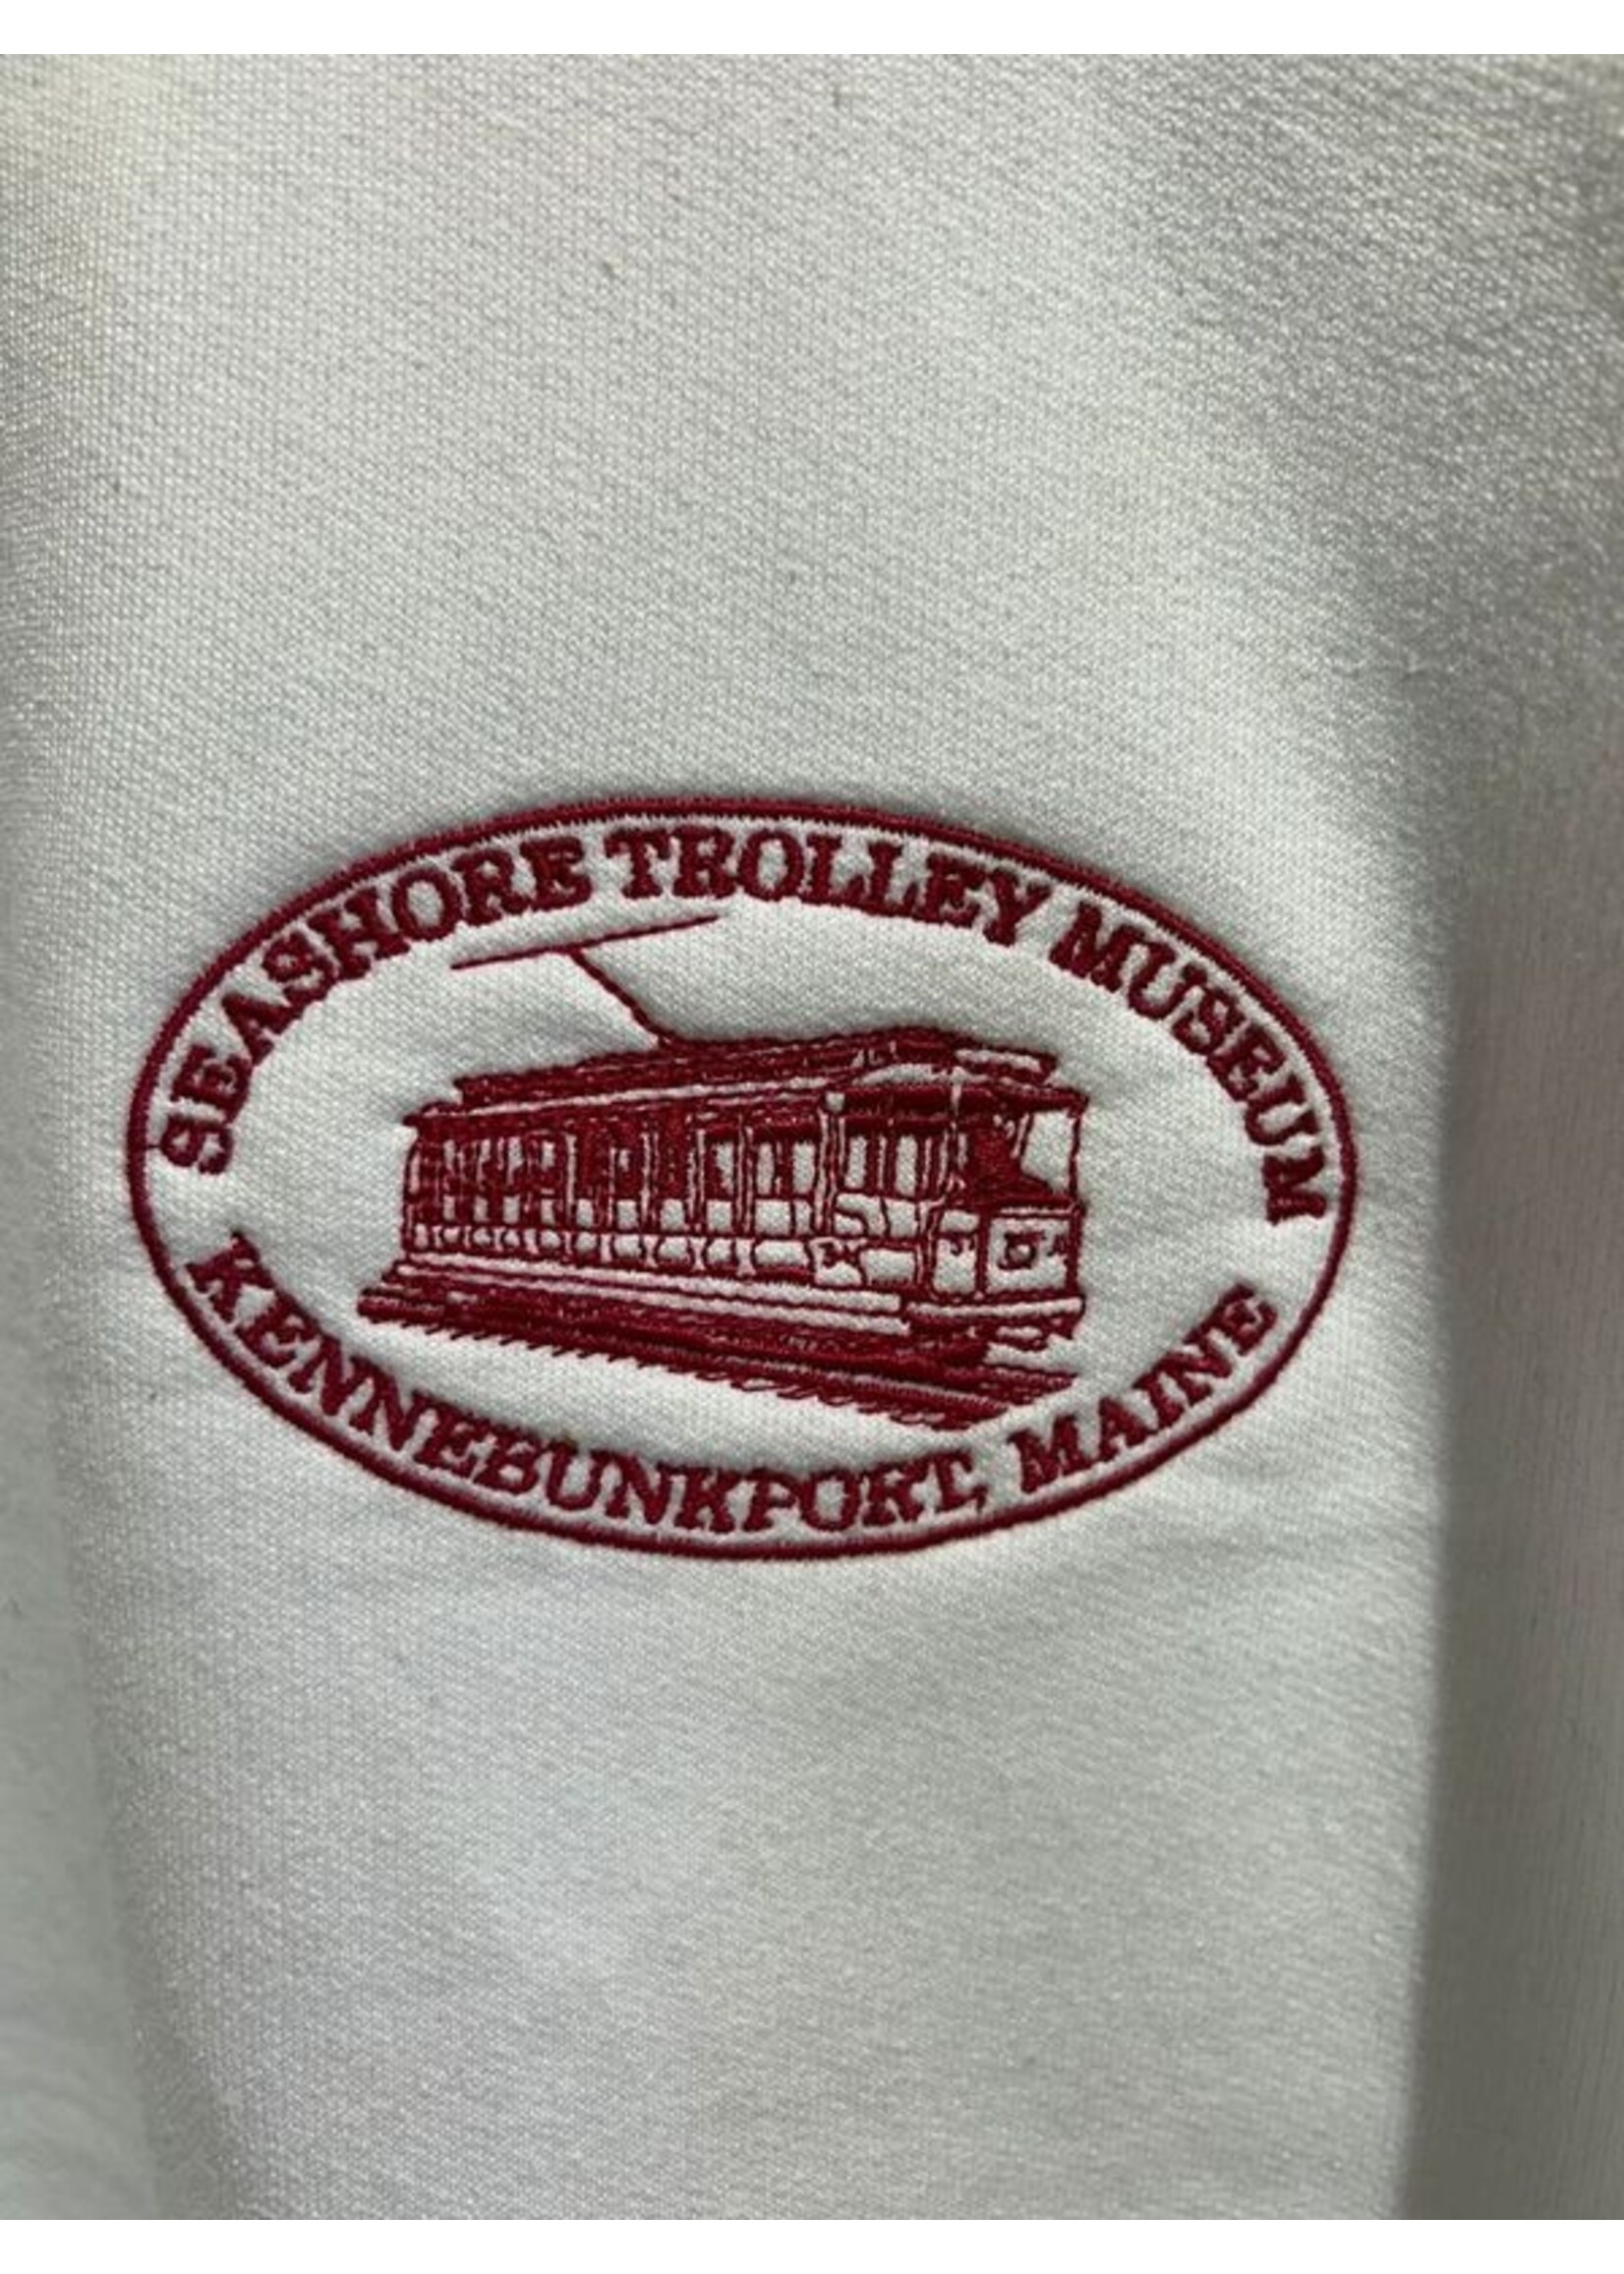 SEASHORE TROLLEY MUSEUM
KENNEBUNKPORT, MAINE